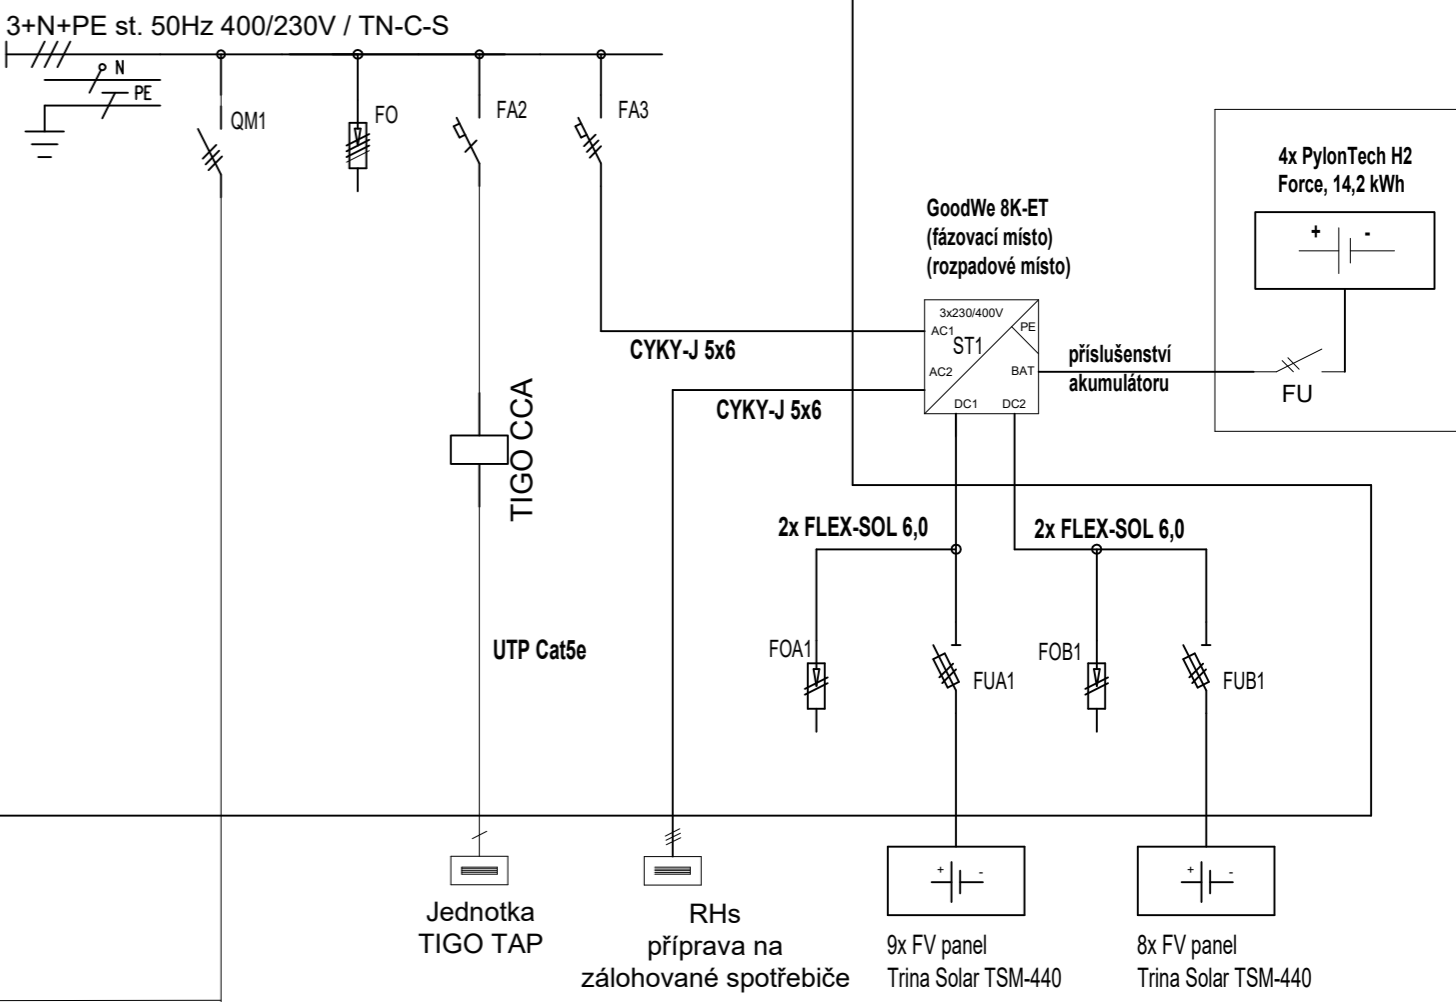 3+N+PE st. 50Hz 400/230V / TN-C-S
N
PE
QM1
FO
FA2
FA3
4x PylonTech H2
Force, 14,2 kWh
+ -
GoodWe 8K-ET
(fázovací místo)
(rozpadové místo)
3x230/400V
AC1
PE
ST1
AC2
BAT
DC1
DC2
CYKY-J 5x6
CYKY-J 5x6
příslušenství
akumulátoru
FU
TIGO CCA
2x FLEX-SOL 6,0
2x FLEX-SOL 6,0
UTP Cat5e
FOA1
FUA1
FOB1
FUB1
Jednotka
TIGO TAP
RHs
příprava na
zálohované spotřebiče
+ -
9x FV panel
Trina Solar TSM-440
+ -
8x FV panel
Trina Solar TSM-440